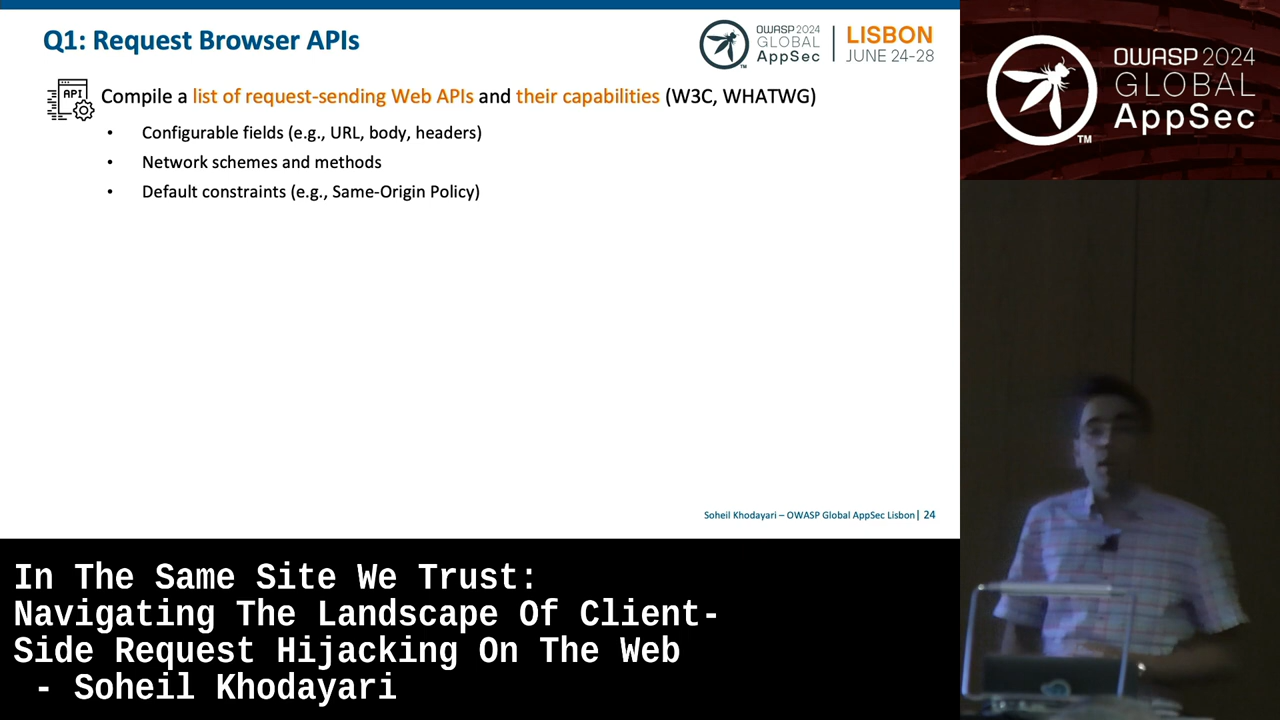 Q1: Request Browser APIs
OWASP 2024
GLOBAL
AppSec
TM
LISBON
JUNE 24-28
API
Compile a list of request-sending Web APIs and their capabilities (W3C, WHATWG)
• Configurable fields (e.g., URL, body, headers)
• Network schemes and methods
• Default constraints (e.g., Same-Origin Policy)
Soheil Khodayari – OWASP Global AppSec Lisbon| 24
OWASP 2024
GLOBAL
AppSec
TM
In The Same Site We Trust:
Navigating The Landscape Of Client-
Side Request Hijacking On The Web
- Soheil Khodayari